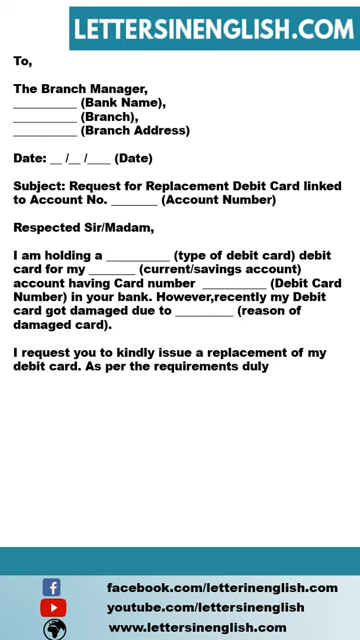 LETTERSINENGLISH.COM
To,
The Branch Manager,
__________ (Bank Name),
__________ (Branch),
__________ (Branch Address)
Date: __ /__ /____ (Date)
Subject: Request for Replacement Debit Card linked
to Account No. _______ (Account Number)
Respected Sir/Madam,
I am holding a __________ (type of debit card) debit
card for my _______ (current/savings account)
account having Card number __________ (Debit Card
Number) in your bank. However,recently my Debit
card got damaged due to _________ (reason of
damaged card).
I request you to kindly issue a replacement of my
debit card. As per the requirements duly
facebook.com/letterinenglish.com
youtube.com/lettersinenglish
www.lettersinenglish.com